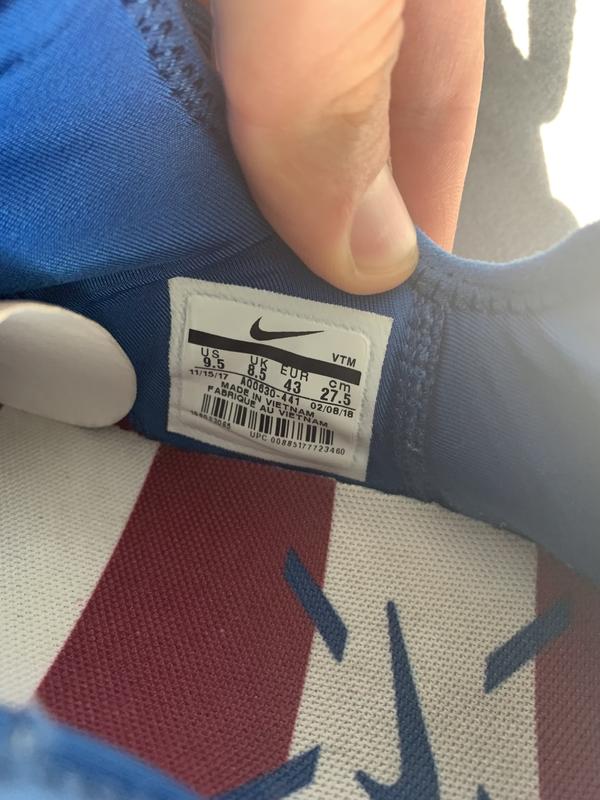 VTM
US UK EUR cm
9.5 8.5 43 27.5
11/15/17 AO0630-441 02/08/18
MADE IN VIETNAM
FABRIQUE AU VIETNAM
UPC 00885177723460